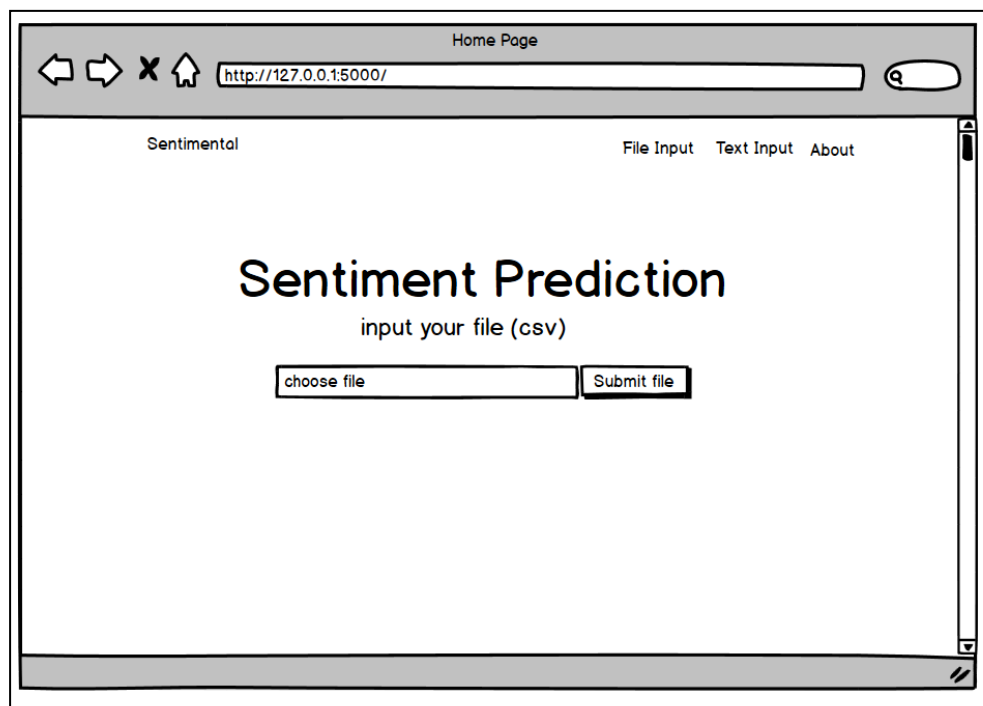 Home Page
http://127.0.0.1:5000/
Sentimental
File Input Text Input About
Sentiment Prediction
input your file (csv)
choose file Submit file